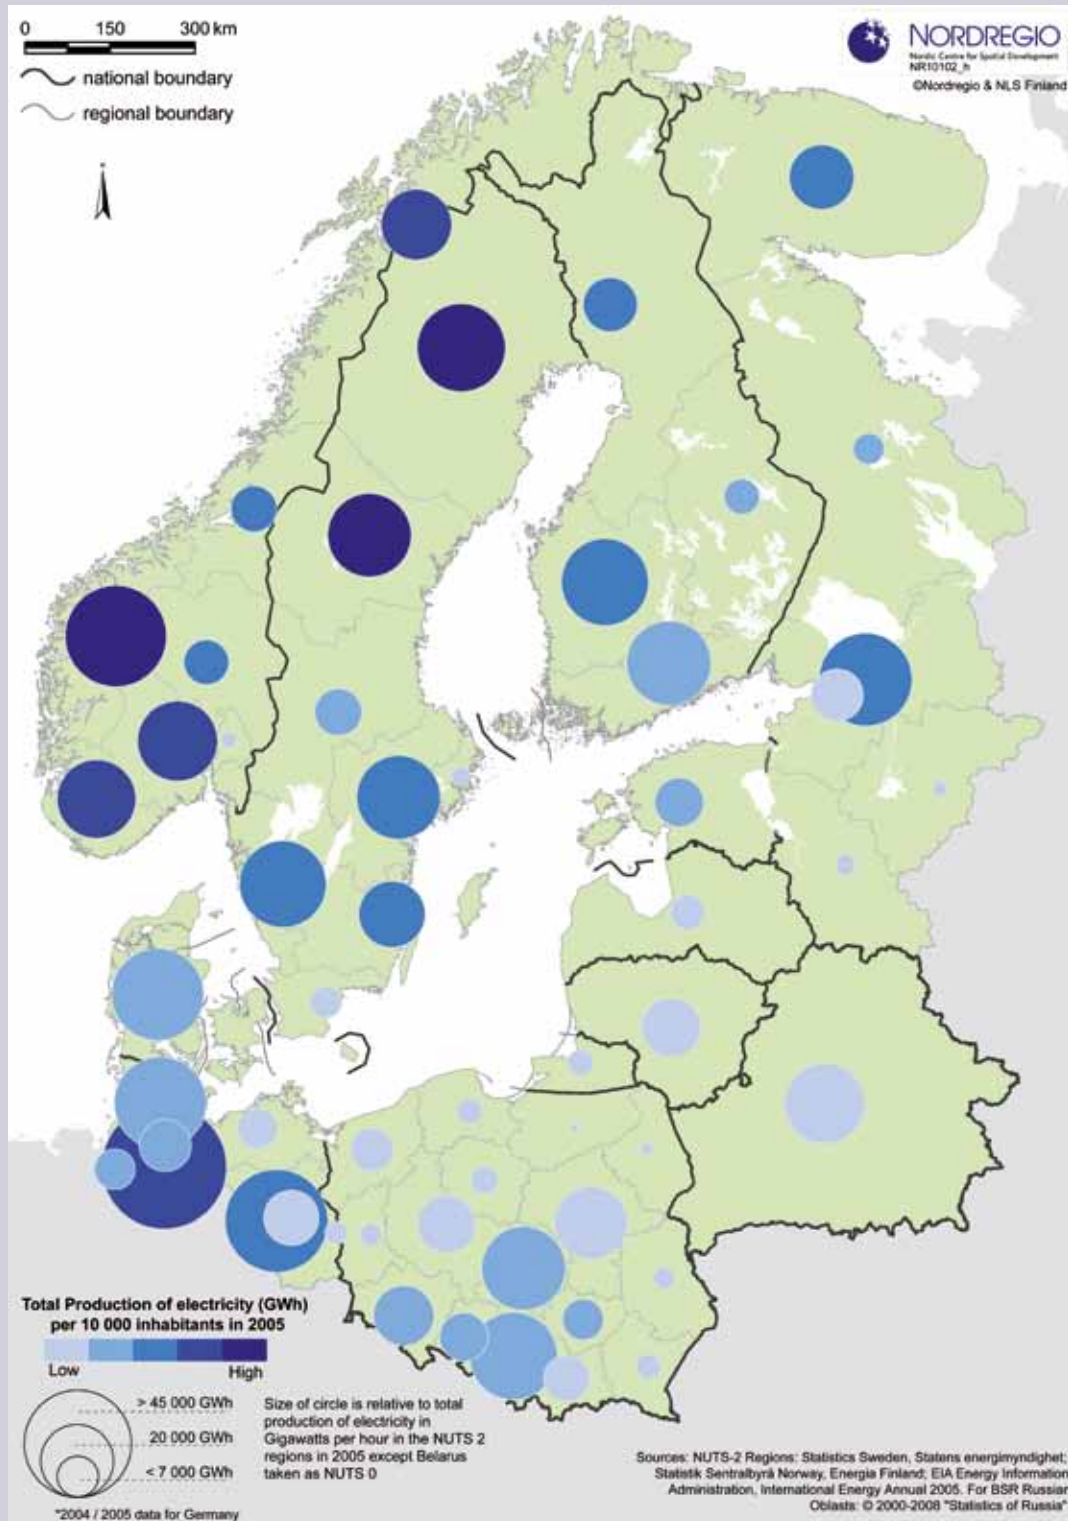 0 150 300 km
national boundary
regional boundary
NORDREGIO
Nordic Centre for Spatial Development
NR10102_h
©Nordregio & NLS Finland
Total Production of electricity (GWh)
per 10 000 inhabitants in 2005
Low High
> 45 000 GWh
20 000 GWh
< 7 000 GWh
*2004 / 2005 data for Germany
Size of circle is relative to total
production of electricity in
Gigawatts per hour in the NUTS 2
regions in 2005 except Belarus
taken as NUTS 0
Sources: NUTS-2 Regions: Statistics Sweden, Statens energimyndighet;
Statistik Sentralbyrå Norway, Energia Finland; EIA Energy Information
Administration, International Energy Annual 2005. For BSR Russian
Oblasts: © 2000-2008 "Statistics of Russia"